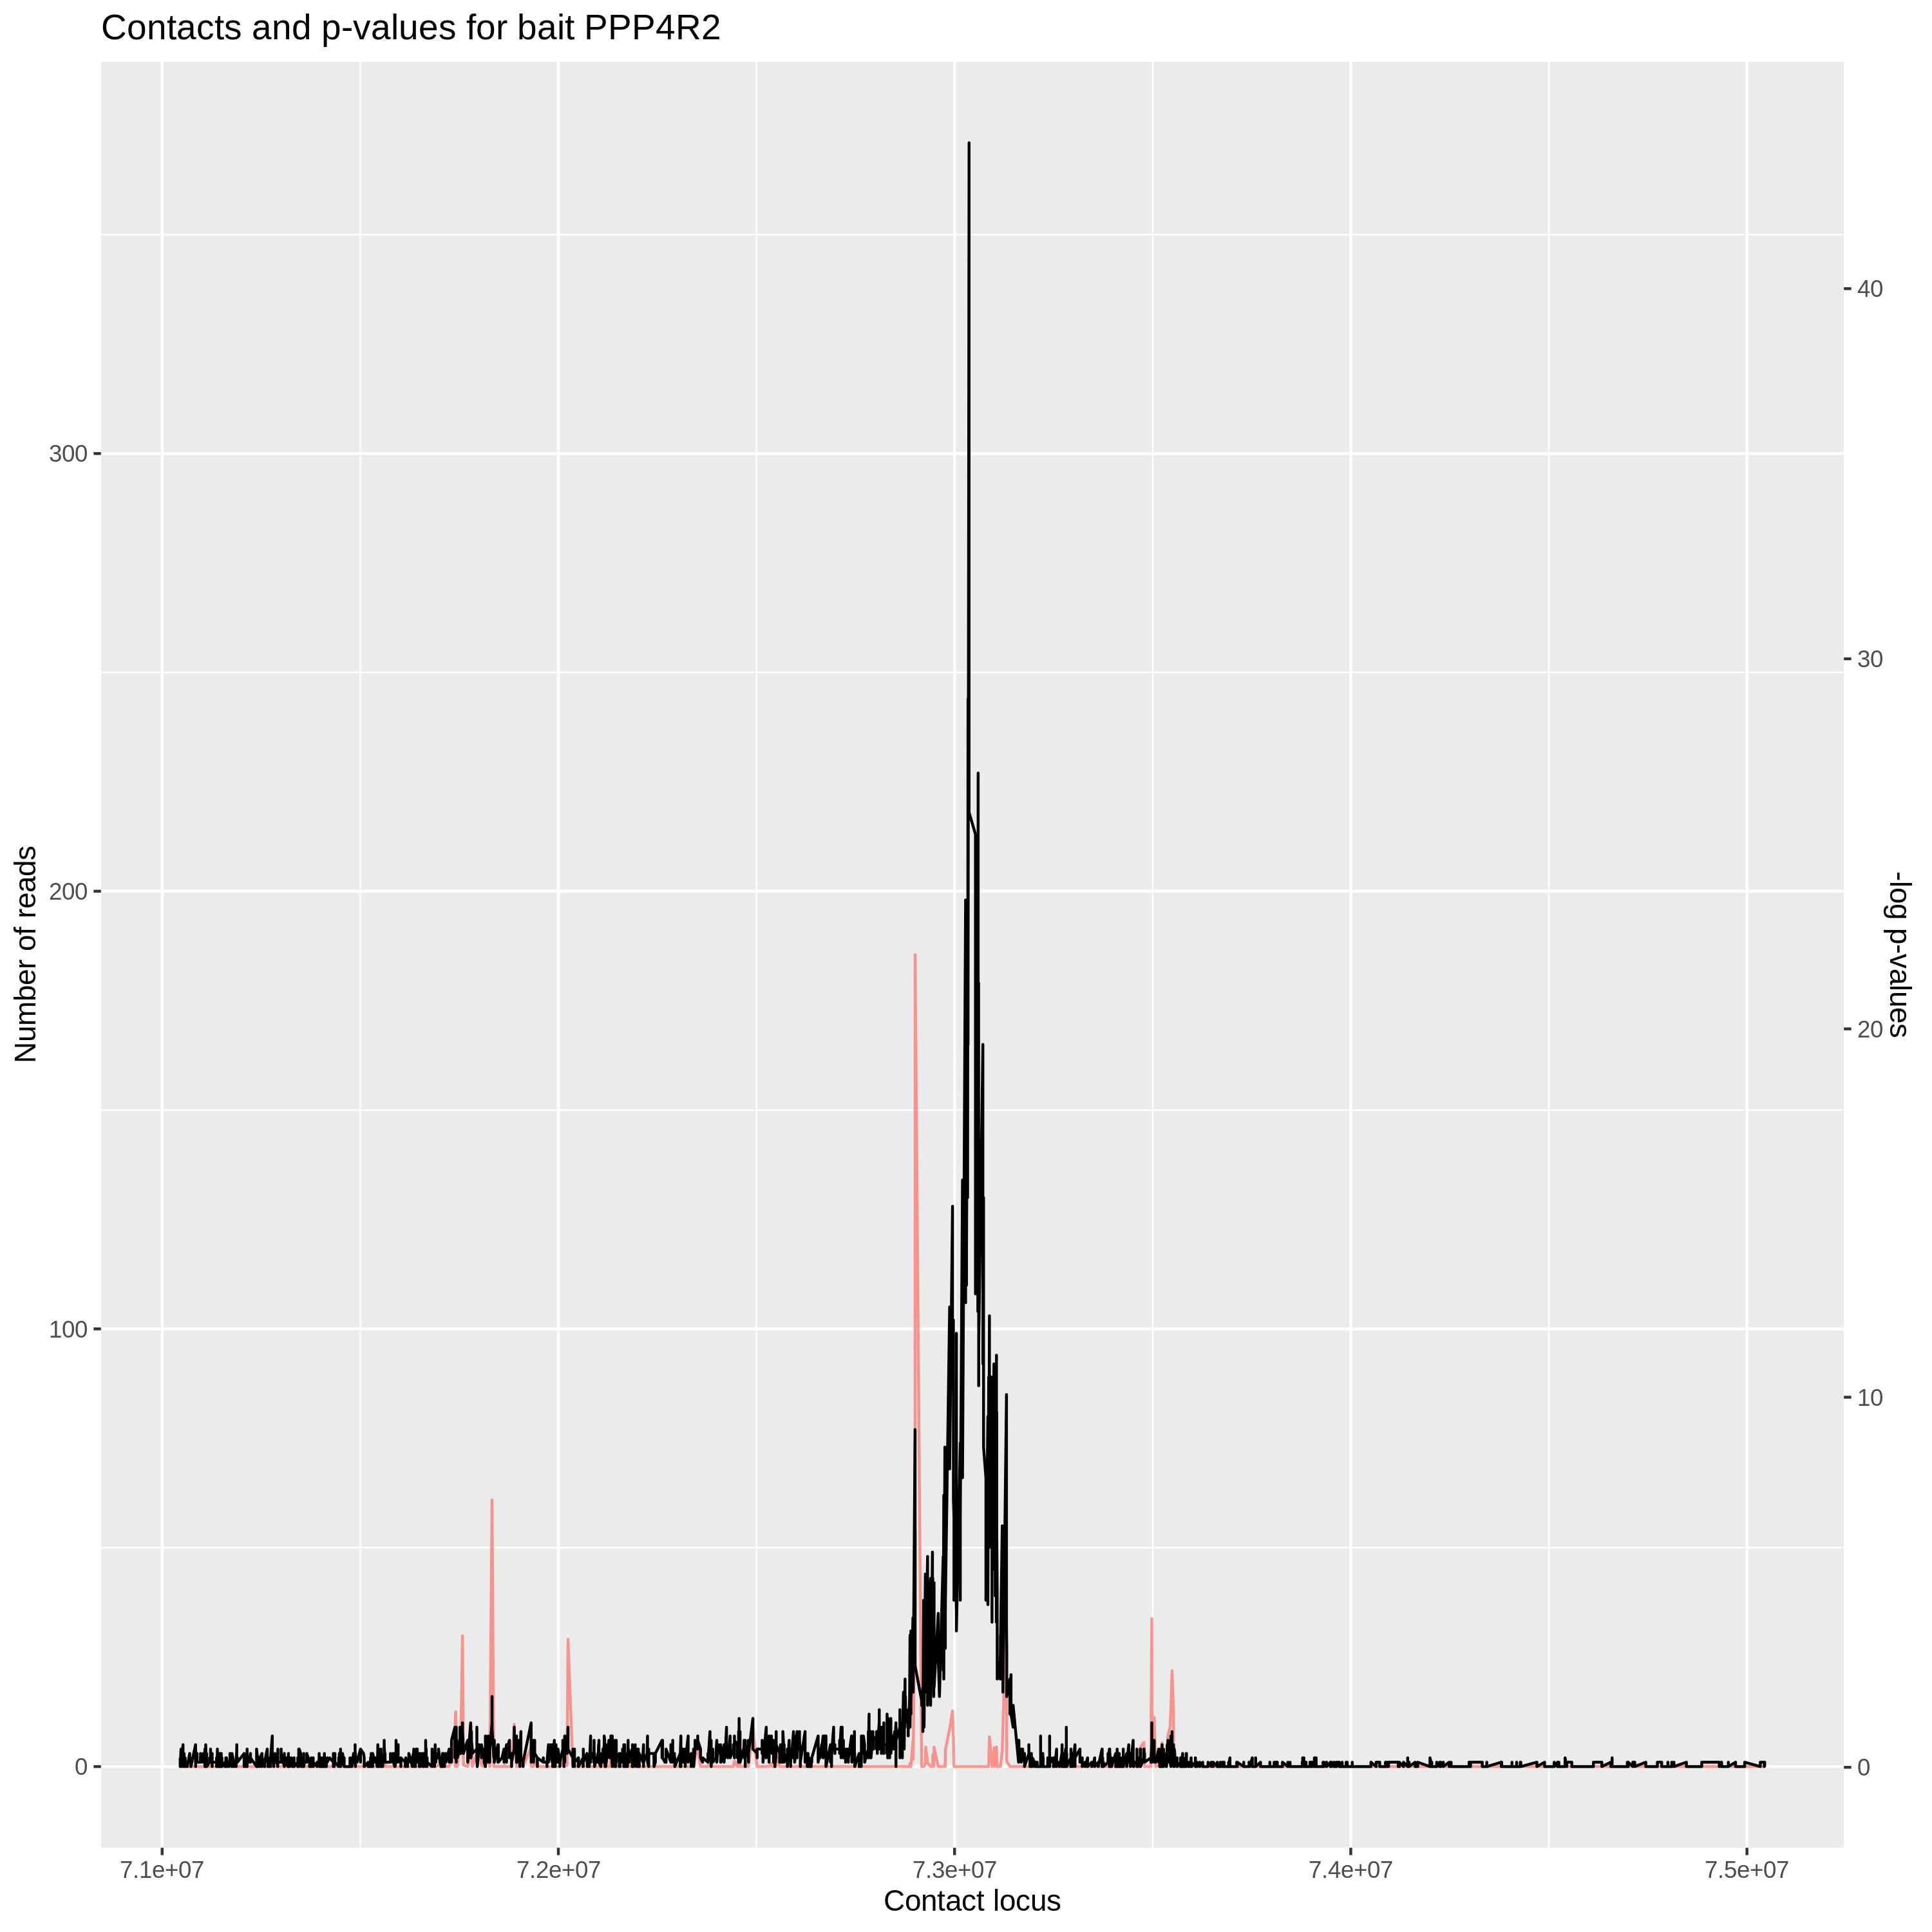 Contacts and p-values for bait PPP4R2
300
200
100
0
Number of reads
40
30
20
10
0
-log p-values
7.1e+07
7.2e+07
7.3e+07
7.4e+07
7.5e+07
Contact locus